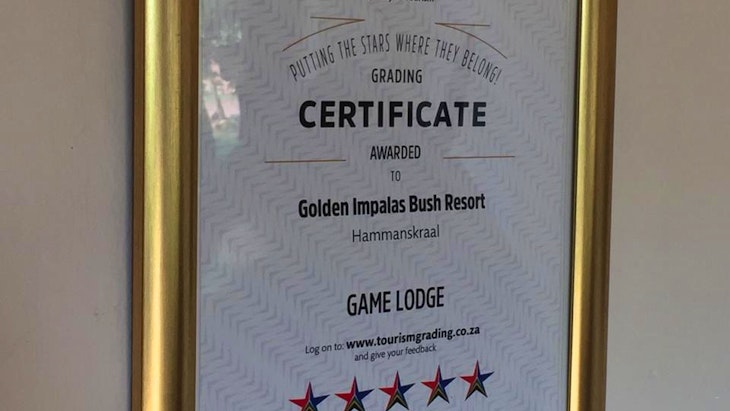 PUTTING THE STARS WHERE THEY BELONG!
GRADING
CERTIFICATE
AWARDED
TO
Golden Impalas Bush Resort
Hammanskraal
GAME LODGE
Log on to: www.tourismgrading.co.za
and give your feedback